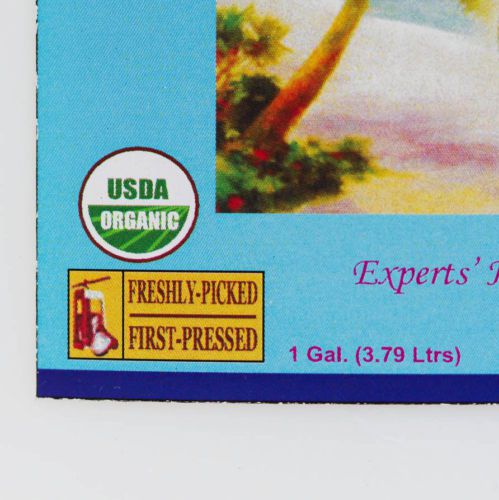 USDA
ORGANIC
Experts’
FRESHLY-PICKED
FIRST-PRESSED
1 Gal. (3.79 Ltrs)